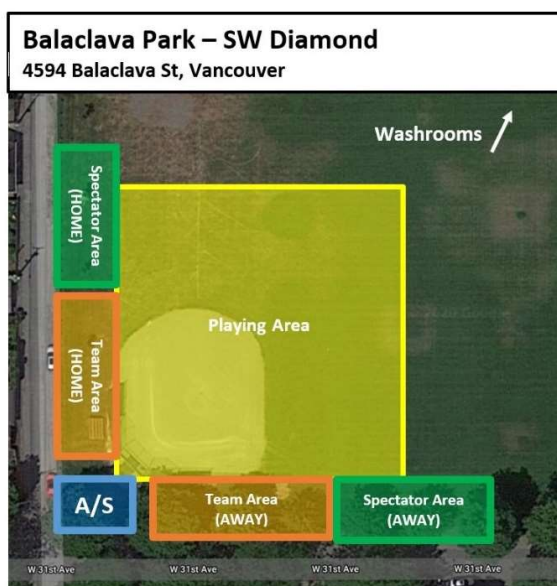 Balaclava Park – SW Diamond
4594 Balaclava St, Vancouver
Washrooms
Spectator Area
(HOME)
Playing Area
Team Area
(HOME)
A/S
Team Area
(AWAY)
Spectator Area
(AWAY)
W 31st Ave
W 31st Ave
W 31st Ave
W 31st Ave